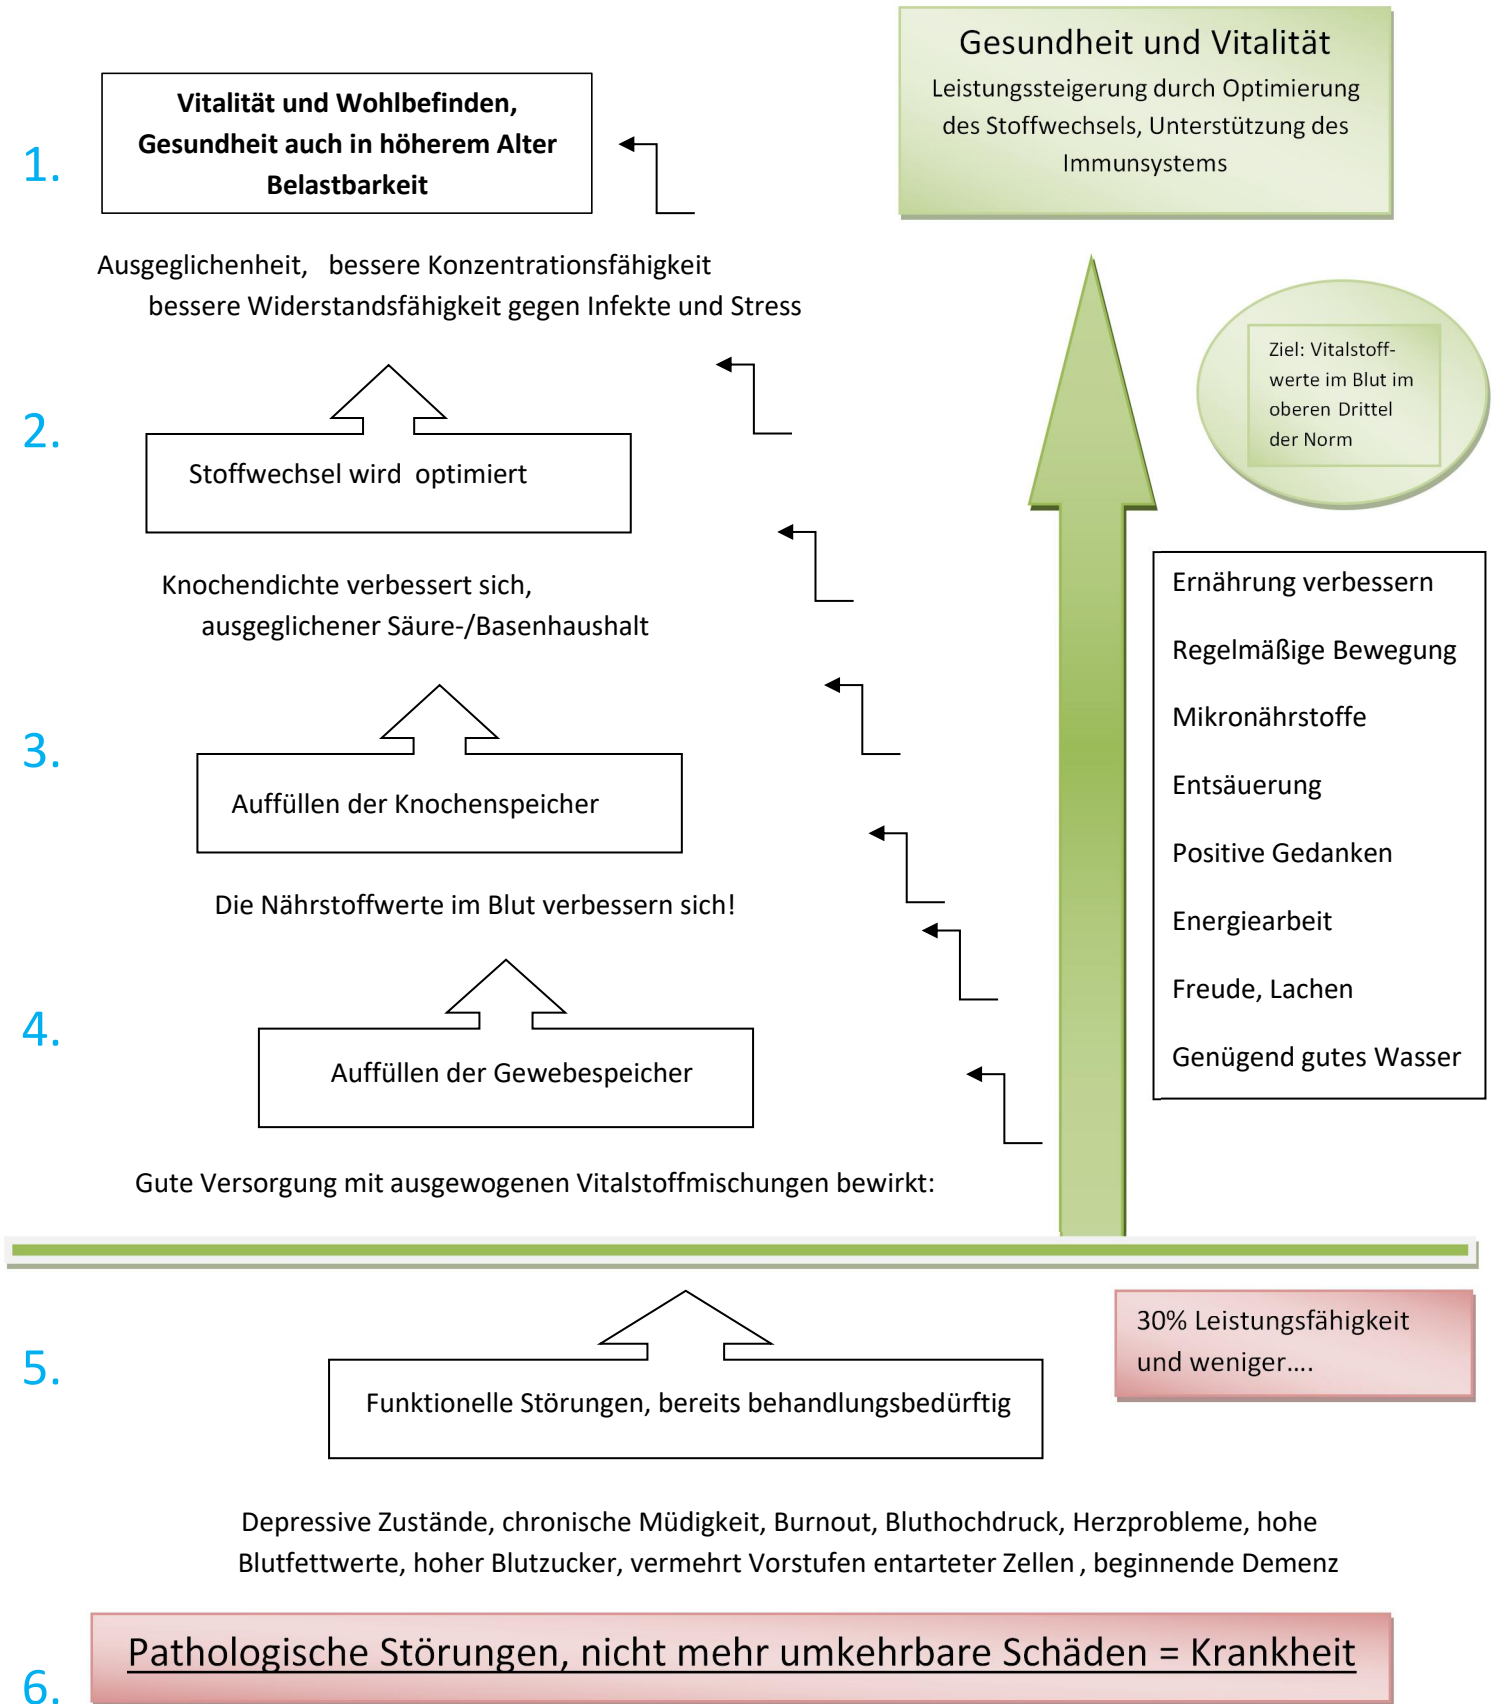 Gesundheit und Vitalität
Leistungssteigerung durch Optimierung
des Stoffwechsels, Unterstützung des
Immunsystems
1.
Vitalität und Wohlbefinden,
Gesundheit auch in höherem Alter
Belastbarkeit
Ausgeglichenheit, bessere Konzentrationsfähigkeit
bessere Widerstandsfähigkeit gegen Infekte und Stress
Ziel: Vitalstoff-
werte im Blut im
oberen Drittel
der Norm
2.
Stoffwechsel wird optimiert
Knochendichte verbessert sich,
ausgeglichener Säure-/Basenhaushalt
Ernährung verbessern
Regelmäßige Bewegung
Mikronährstoffe
Entsäuerung
Positive Gedanken
Energiearbeit
Freude, Lachen
Genügend gutes Wasser
3.
Auffüllen der Knochenspeicher
Die Nährstoffwerte im Blut verbessern sich!
4.
Auffüllen der Gewebespeicher
Gute Versorgung mit ausgewogenen Vitalstoffmischungen bewirkt:
30% Leistungsfähigkeit
und weniger....
5.
Funktionelle Störungen, bereits behandlungsbedürftig
Depressive Zustände, chronische Müdigkeit, Burnout, Bluthochdruck, Herzprobleme, hohe
Blutfettwerte, hoher Blutzucker, vermehrt Vorstufen entarteter Zellen , beginnende Demenz
Pathologische Störungen, nicht mehr umkehrbare Schäden = Krankheit
6.